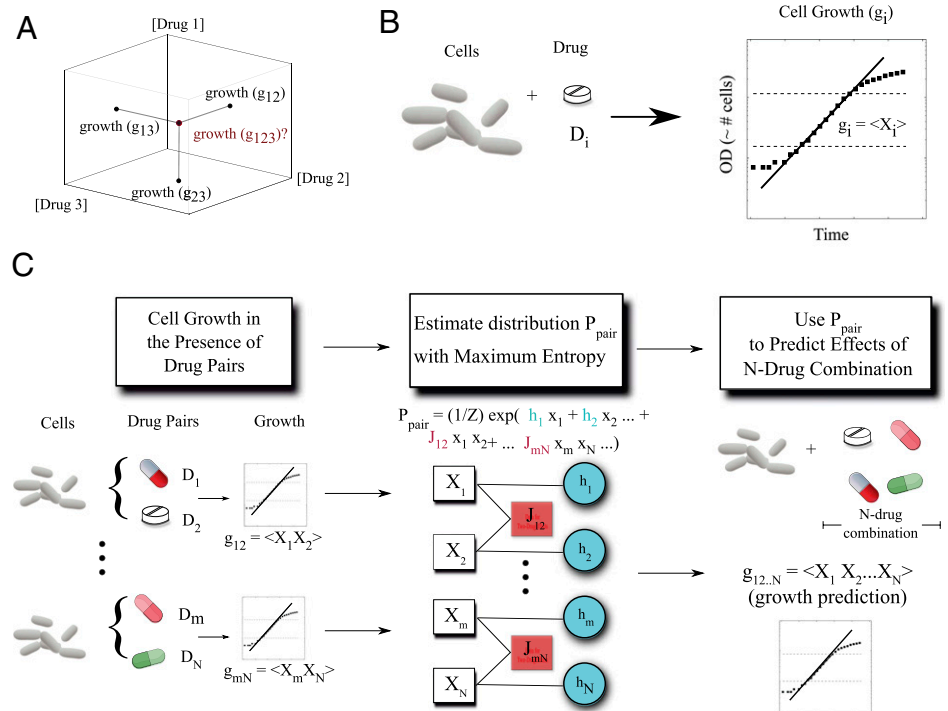 A
[Drug 1]
growth (g12)
growth (g13)
growth (g123)?
growth (g23)
[Drug 2]
[Drug 3]
B
Cells
Drug
+
Di
Cell Growth (gi)
OD (~ # cells)
gi = <Xi>
Time
C
Cell Growth in
the Presence of
Drug Pairs
Estimate distribution Ppair
with Maximum Entropy
Use Ppair
to Predict Effects of
N-Drug Combination
Cells
Drug Pairs
Growth
D1
D2
g12 = <X1X2>
Dm
DN
gmN = <XmXN>
Ppair = (1/Z) exp( h1 x1 + h2 x2 ... +
J12 x1 x2+ ... JmN xm xN ...)
X1
h1
J12
X2
h2
Xm
hm
JmN
XN
hN
+
N-drug
combination
g12..N = <X1 X2...XN>
(growth prediction)